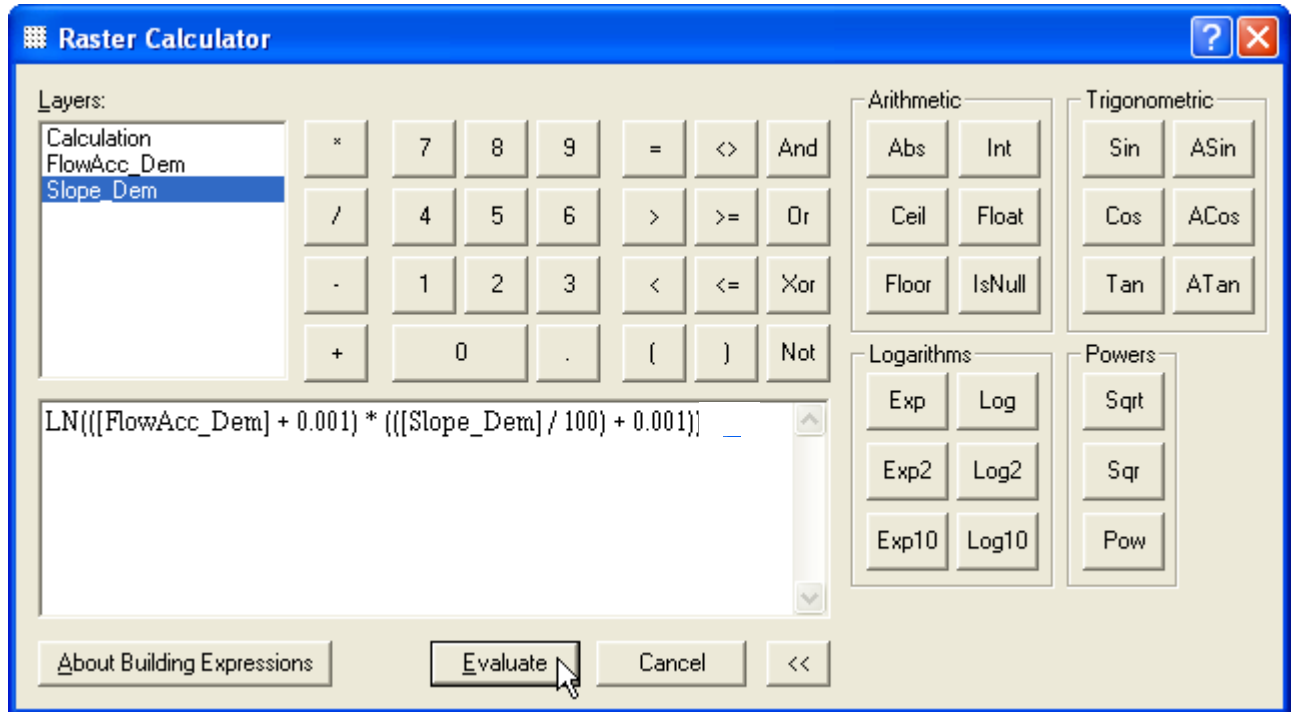 Raster Calculator
Layers:
Calculation
FlowAcc_Dem
Slope_Dem
* 7 8 9 = <> And
/ 4 5 6 > >= Or
- 1 2 3 < <= Xor
+ 0 . ( ) Not
Arithmetic
Abs Int
Ceil Float
Floor IsNull
Trigonometric
Sin ASin
Cos ACos
Tan ATan
Logarithms
Exp Log
Exp2 Log2
Exp10 Log10
Powers
Sqrt
Sqr
Pow
LN(([FlowAcc_Dem] + 0.001) * (([Slope_Dem] / 100) + 0.001))
About Building Expressions Evaluate Cancel <<